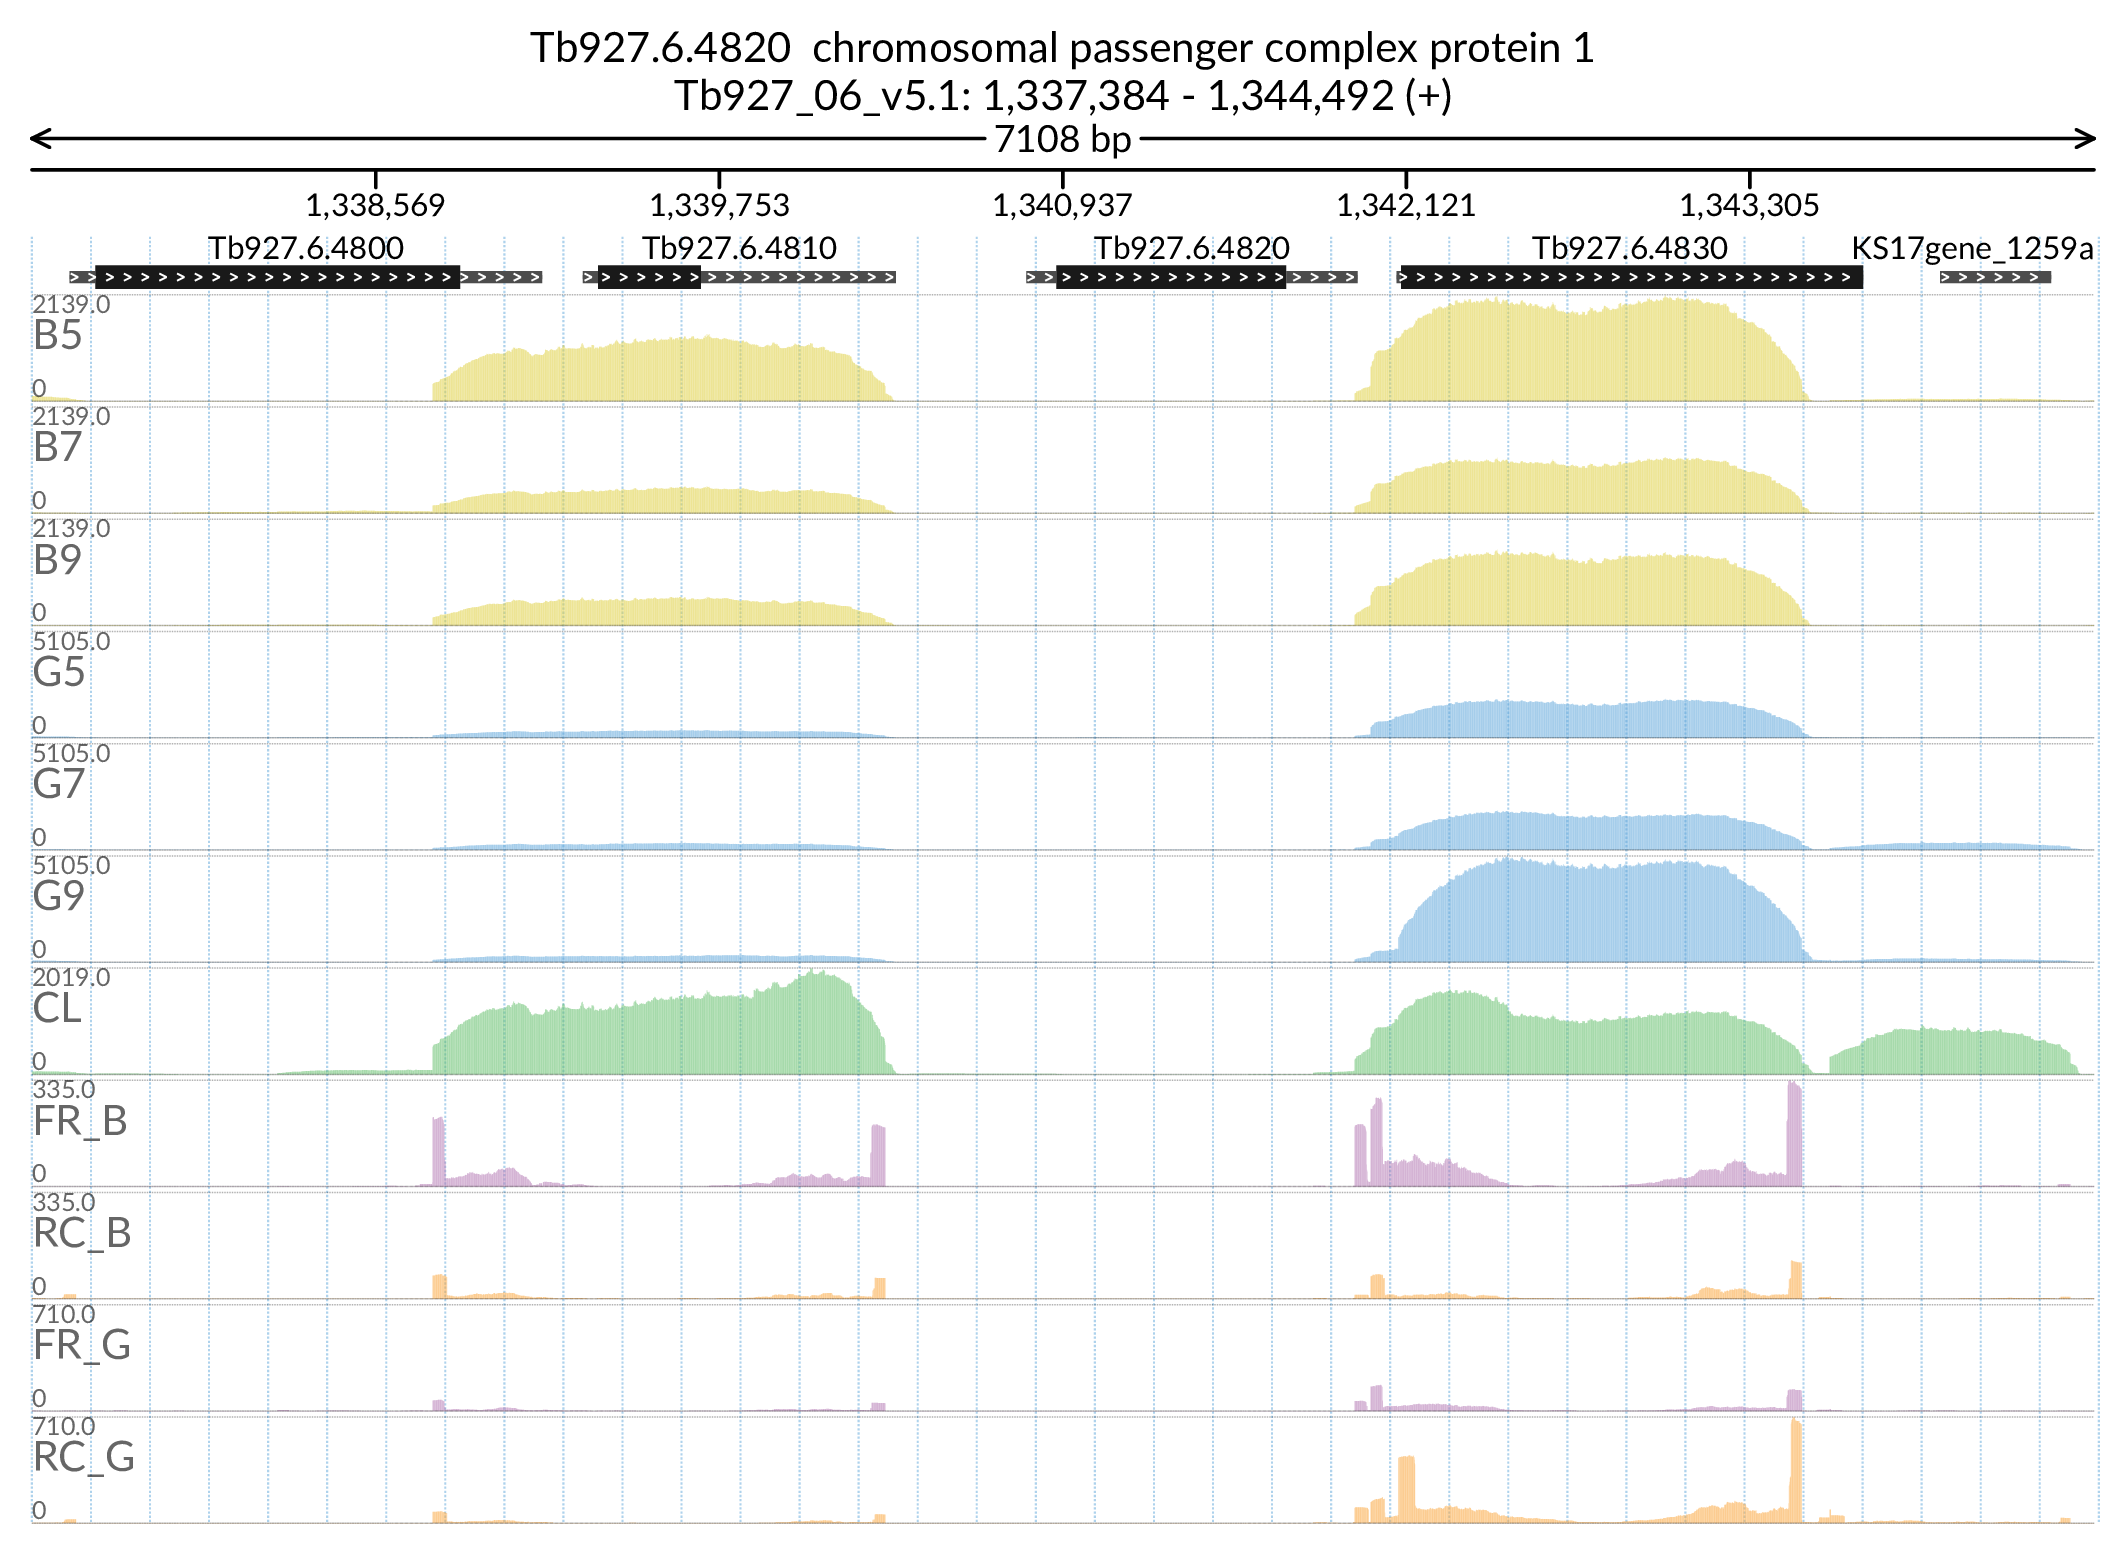 Tb927.6.4820  chromosomal passenger complex protein 1
Tb927_06_v5.1: 1,337,384 - 1,344,492 (+)
7108 bp
1,338,569 1,339,753 1,340,937 1,342,121 1,343,305
Tb927.6.4800 Tb927.6.4810 Tb927.6.4820 Tb927.6.4830 KS17gene_1259a
2139.0
B5
0
2139.0
B7
0
2139.0
B9
0
5105.0
G5
0
5105.0
G7
0
5105.0
G9
0
2019.0
CL
0
335.0
FR_B
0
335.0
RC_B
0
710.0
FR_G
0
710.0
RC_G
0